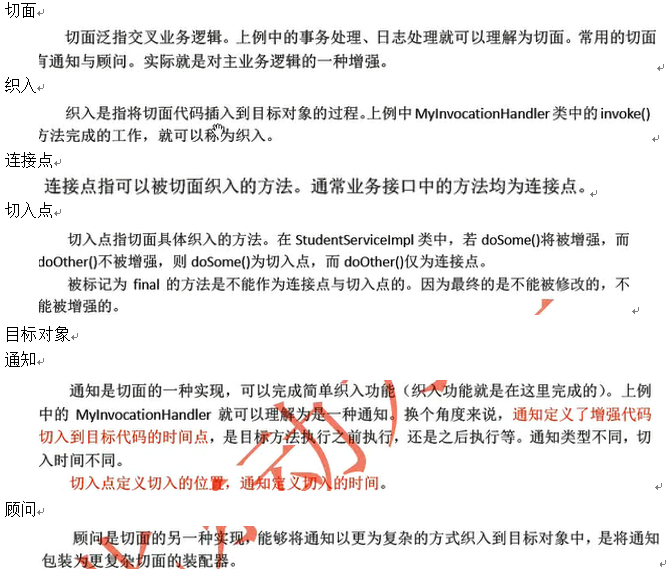 切面
切面泛指交叉业务逻辑。上例中的事务处理、日志处理就可以理解为切面。常用的切面
有通知与顾问。实际就是对主业务逻辑的一种增强。
织入
织入是指将切面代码插入到目标对象的过程。上例中 MyInvocationHandler 类中的 invoke()
方法完成的工作，就可以称为织入。
连接点
连接点指可以被切面织入的方法。通常业务接口中的方法均为连接点。
切入点
切入点指切面具体织入的方法。在 StudentServiceImpl 类中，若 doSome()将被增强，而
doOther()不被增强，则 doSome()为切入点，而 doOther()仅为连接点。
被标记为 final 的方法是不能作为连接点与切入点的。因为最终的是不能被修改的，不
能被增强的。
目标对象
通知
通知是切面的一种实现，可以完成简单织入功能（织入功能就是在这里完成的）。上例
中的 MyInvocationHandler 就可以理解为是一种通知。换个角度来说，通知定义了增强代码
切入到目标代码的时间点，是目标方法执行之前执行，还是之后执行等。通知类型不同，切
入时间不同。
切入点定义切入的位置，通知定义切入的时间。
顾问
顾问是切面的另一种实现，能够将通知以更为复杂的方式织入到目标对象中，是将通知
包装为更复杂切面的装配器。